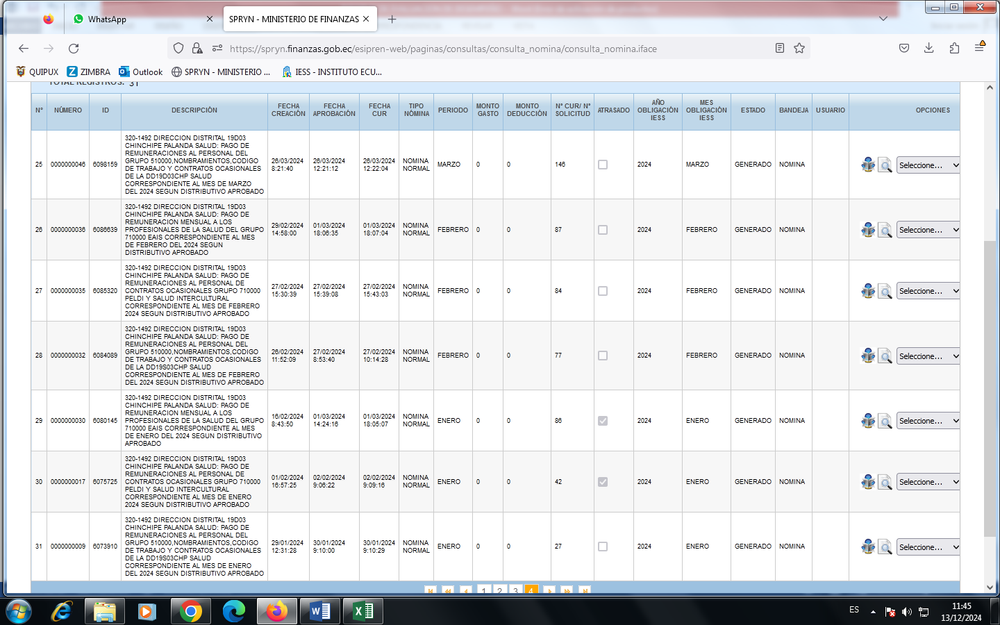 WhatsApp
SPRYN - MINISTERIO DE FINANZAS
https://spryn.finanzas.gob.ec/esipren-web/paginas/consultas/consulta_nomina/consulta_nomina.iface
QUIPUX ZIMBRA Outlook SPRYN - MINISTERIO ... IESS - INSTITUTO ECU...
TOTAL REGISTROS: 31
N° NÚMERO ID DESCRIPCIÓN FECHA CREACIÓN FECHA APROBACIÓN FECHA CUR TIPO NÓMINA PERIODO MONTO GASTO MONTO DEDUCCIÓN N° CUR/ N° SOLICITUD ATRASADO AÑO OBLIGACIÓN IESS MES OBLIGACIÓN IESS ESTADO BANDEJA USUARIO OPCIONES
25 0000000046 6098159
320-1492 DIRECCION DISTRITAL 19D03
CHINCHIPE PALANDA SALUD: PAGO DE
REMUNERACIONES AL PERSONAL DEL
GRUPO 510000,NOMBRAMIENTOS,CODIGO
DE TRABAJO Y CONTRATOS OCASIONALES
DE LA DD19D03CHP SALUD
CORRESPONDIENTE AL MES DE MARZO
DEL 2024 SEGUN DISTRIBUTIVO APROBADO
26/03/2024 8:21:40 26/03/2024 12:21:12 26/03/2024 12:22:04 NOMINA NORMAL MARZO 0 0 146 2024 MARZO GENERADO NOMINA Seleccione...
26 0000000036 6086639
320-1492 DIRECCION DISTRITAL 19D03
CHINCHIPE PALANDA SALUD: PAGO DE
REMUNERACION MENSUAL A LOS
PROFESIONALES DE LA SALUD DEL GRUPO
710000 EAIS CORRESPONDIENTE AL MES
DE FEBRERO DEL 2024 SEGUN
DISTRIBUTIVO APROBADO
29/02/2024 14:58:00 01/03/2024 18:06:35 01/03/2024 18:07:04 NOMINA NORMAL FEBRERO 0 0 87 2024 FEBRERO GENERADO NOMINA Seleccione...
27 0000000035 6085320
320-1492 DIRECCION DISTRITAL 19D03
CHINCHIPE PALANDA SALUD: PAGO DE
REMUNERACIONES AL PERSONAL DE
CONTRATOS OCASIONALES GRUPO 710000
PELDI Y SALUD INTERCULTURAL
CORRESPONDIENTE AL MES DE FEBRERO
2024 SEGUN DISTRIBUTIVO APROBADO
27/02/2024 15:30:39 27/02/2024 15:39:08 27/02/2024 15:43:03 NOMINA NORMAL FEBRERO 0 0 84 2024 FEBRERO GENERADO NOMINA Seleccione...
28 0000000032 6084089
320-1492 DIRECCION DISTRITAL 19D03
CHINCHIPE PALANDA SALUD: PAGO DE
REMUNERACIONES AL PERSONAL DEL
GRUPO 510000,NOMBRAMIENTOS,CODIGO
DE TRABAJO Y CONTRATOS OCASIONALES
DE LA DD19S03CHP SALUD
CORRESPONDIENTE AL MES DE FEBRERO
DEL 2024 SEGUN DISTRIBUTIVO APROBADO
26/02/2024 11:52:09 27/02/2024 8:53:40 27/02/2024 10:14:28 NOMINA NORMAL FEBRERO 0 0 77 2024 FEBRERO GENERADO NOMINA Seleccione...
29 0000000030 6080145
320-1492 DIRECCION DISTRITAL 19D03
CHINCHIPE PALANDA SALUD: PAGO DE
REMUNERACION MENSUAL A LOS
PROFESIONALES DE LA SALUD DEL GRUPO
710000 EAIS CORRESPONDIENTE AL MES
DE ENERO DEL 2024 SEGUN DISTRIBUTIVO
APROBADO
16/02/2024 8:43:50 01/03/2024 14:24:16 01/03/2024 18:05:07 NOMINA NORMAL ENERO 0 0 86 2024 ENERO GENERADO NOMINA Seleccione...
30 0000000017 6075725
320-1492 DIRECCION DISTRITAL 19D03
CHINCHIPE PALANDA SALUD: PAGO DE
REMUNERACIONES AL PERSONAL DE
CONTRATOS OCASIONALES GRUPO 710000
PELDI Y SALUD INTERCULTURAL
CORRESPONDIENTE AL MES DE ENERO
2024 SEGUN DISTRIBUTIVO APROBADO
01/02/2024 16:57:25 02/02/2024 9:06:22 02/02/2024 9:09:16 NOMINA NORMAL ENERO 0 0 42 2024 ENERO GENERADO NOMINA Seleccione...
31 0000000009 6073910
320-1492 DIRECCION DISTRITAL 19D03
CHINCHIPE PALANDA SALUD: PAGO DE
REMUNERACIONES AL PERSONAL DEL
GRUPO 510000,NOMBRAMIENTOS,CODIGO
DE TRABAJO Y CONTRATOS OCASIONALES
DE LA DD19S03CHP SALUD
CORRESPONDIENTE AL MES DE ENERO
DEL 2024 SEGUN DISTRIBUTIVO APROBADO
29/01/2024 12:31:28 30/01/2024 9:10:00 30/01/2024 9:10:29 NOMINA NORMAL ENERO 0 0 27 2024 ENERO GENERADO NOMINA Seleccione...
1 2 3 4
ES
11:45
13/12/2024